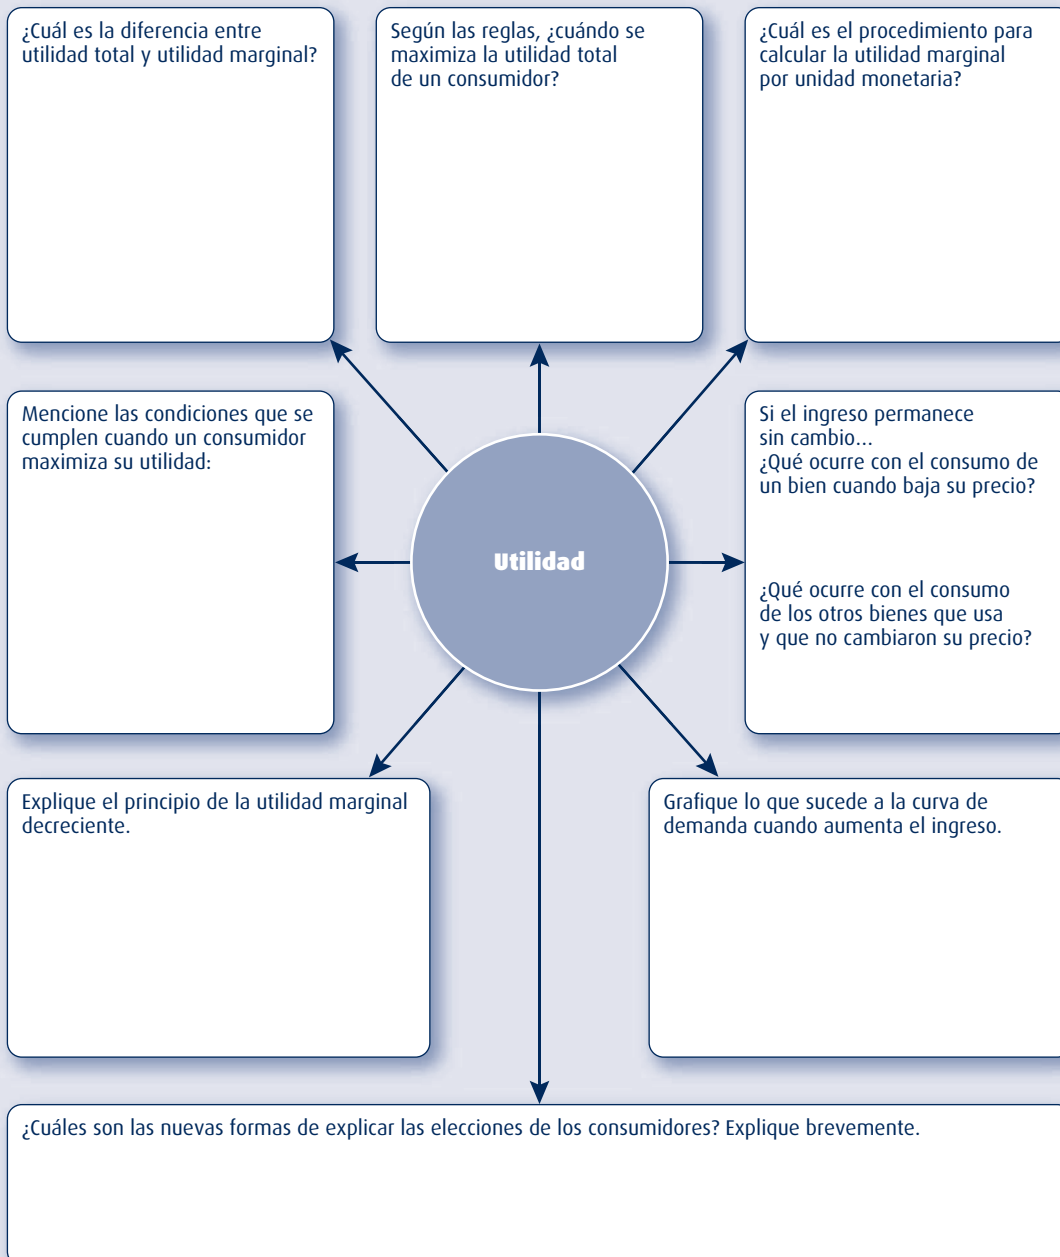 ¿Cuál es la diferencia entre
utilidad total y utilidad marginal?
Según las reglas, ¿cuándo se
maximiza la utilidad total
de un consumidor?
¿Cuál es el procedimiento para
calcular la utilidad marginal
por unidad monetaria?
Mencione las condiciones que se
cumplen cuando un consumidor
maximiza su utilidad:
Utilidad
Si el ingreso permanece
sin cambio...
¿Qué ocurre con el consumo de
un bien cuando baja su precio?
¿Qué ocurre con el consumo
de los otros bienes que usa
y que no cambiaron su precio?
Explique el principio de la utilidad marginal
decreciente.
Grafique lo que sucede a la curva de
demanda cuando aumenta el ingreso.
¿Cuáles son las nuevas formas de explicar las elecciones de los consumidores? Explique brevemente.